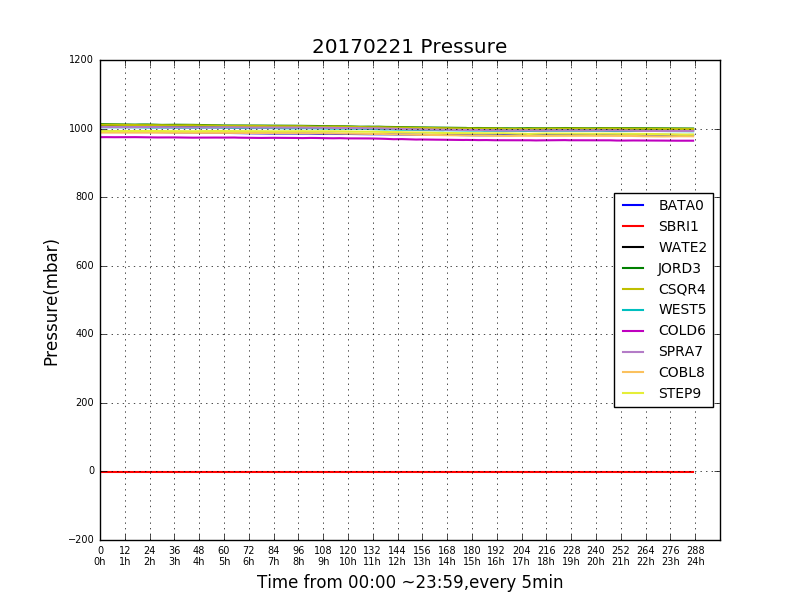 20170221 Pressure
1200
1000
800
600
400
200
0
−200
Pressure(mbar)
BATA0
SBRI1
WATE2
JORD3
CSQR4
WEST5
COLD6
SPRA7
COBL8
STEP9
0 12 24 36 48 60 72 84 96 108 120 132 144 156 168 180 192 204 216 228 240 252 264 276 288
0h 1h 2h 3h 4h 5h 6h 7h 8h 9h 10h 11h 12h 13h 14h 15h 16h 17h 18h 19h 20h 21h 22h 23h 24h
Time from 00:00 ~23:59,every 5min